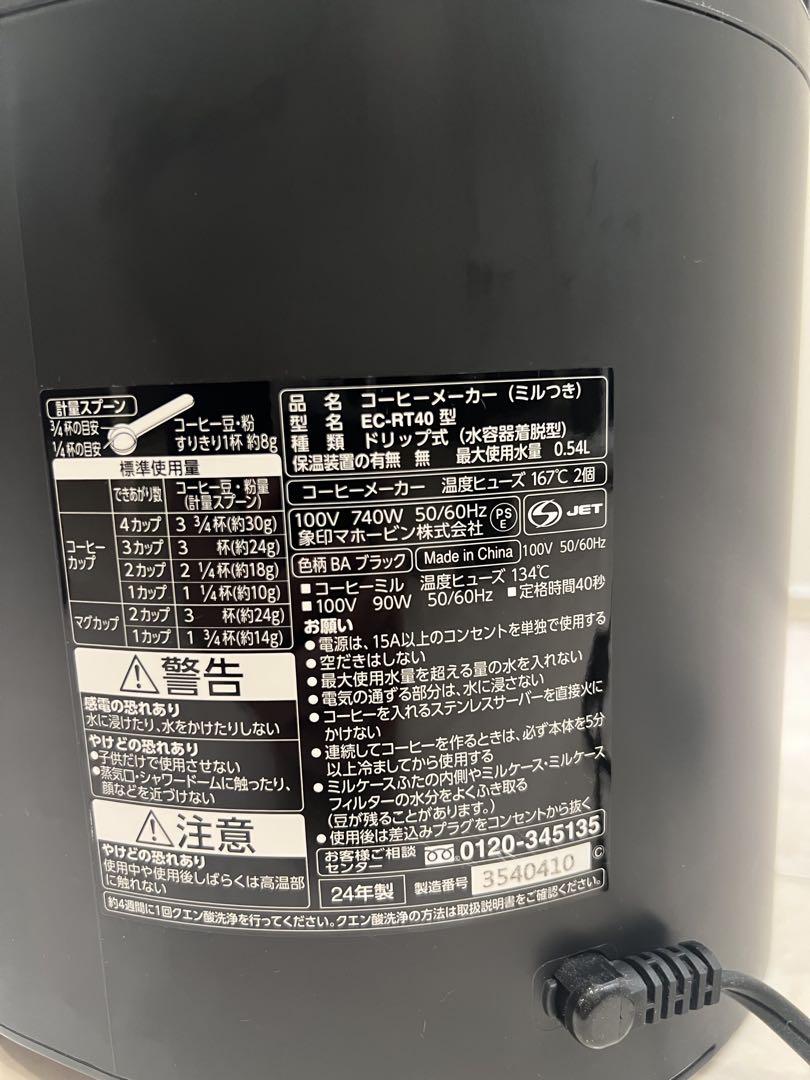 計量スプーン
3/4杯の目安
1/4杯の目安
コーヒー豆・粉
すりきり1杯 約8g
標準使用量
できあがり数
コーヒー豆・粉量
(計量スプーン)
コーヒー
カップ
4カップ 3 3/4杯(約30g)
3カップ 3 杯(約24g)
2カップ 2 1/4杯(約18g)
1カップ 1 1/4杯(約10g)
マグカップ
2カップ 3 杯(約24g)
1カップ 1 3/4杯(約14g)
警告
感電の恐れあり
水に浸けたり、水をかけたりしない
やけどの恐れあり
●子供だけで使用させない
●蒸気口・シャワードームに触ったり、
顔などを近づけない
注意
やけどの恐れあり
使用中や使用後しばらくは高温部
に触れない
品名 コーヒーメーカー(ミルつき)
型名 EC-RT40 型
種類 ドリップ式 (水容器着脱型)
保温装置の有無 無 最大使用水量 0.54L
コーヒーメーカー 温度ヒューズ 167℃ 2個
100V 740W 50/60Hz
象印マホービン株式会社
PSE
JET
色柄 BA ブラック
Made in China
100V 50/60Hz
■コーヒーミル 温度ヒューズ 134℃
■100V 90W 50/60Hz ■定格時間40秒
お願い
●電源は、15A以上のコンセントを単独で使用する
●空だきはしない
●最大使用水量を超える量の水を入れない
●電気の通ずる部分は、水に浸さない
●コーヒーを入れるステンレスサーバーを直接火に
かけない
●連続してコーヒーを作るときは、必ず本体を5分
以上冷ましてから使用する
●ミルケースふたの内側やミルケース・ミルケース
フィルターの水分をよくふき取る
(豆が残ることがあります。)
●使用後は差込みプラグをコンセントから抜く
お客様ご相談
センター
0120-345135
24年製
製造番号 3540410
©
約4週間に1回クエン酸洗浄を行ってください。クエン酸洗浄の方法は取扱説明書をご確認ください。